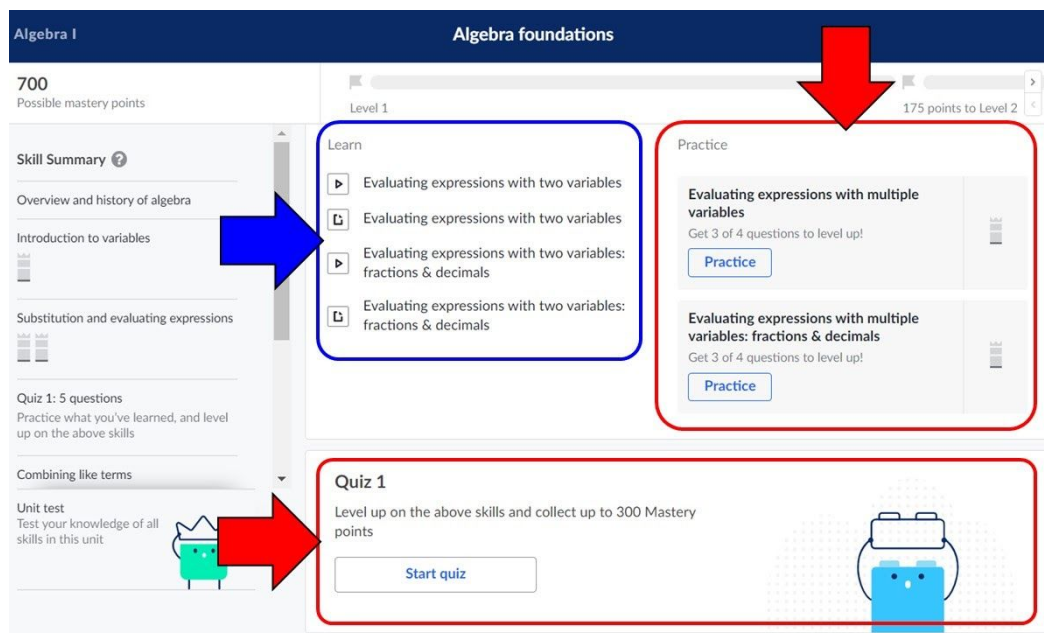 Algebra I
Algebra foundations
700
Possible mastery points
Level 1
175 points to Level 2
Skill Summary
Overview and history of algebra
Introduction to variables
Substitution and evaluating expressions
Quiz 1: 5 questions
Practice what you've learned, and level
up on the above skills
Combining like terms
Unit test
Test your knowledge of all
skills in this unit
Learn
Evaluating expressions with two variables
Evaluating expressions with two variables
Evaluating expressions with two variables:
fractions & decimals
Evaluating expressions with two variables:
fractions & decimals
Practice
Evaluating expressions with multiple
variables
Get 3 of 4 questions to level up!
Practice
Evaluating expressions with multiple
variables: fractions & decimals
Get 3 of 4 questions to level up!
Practice
Quiz 1
Level up on the above skills and collect up to 300 Mastery
points
Start quiz